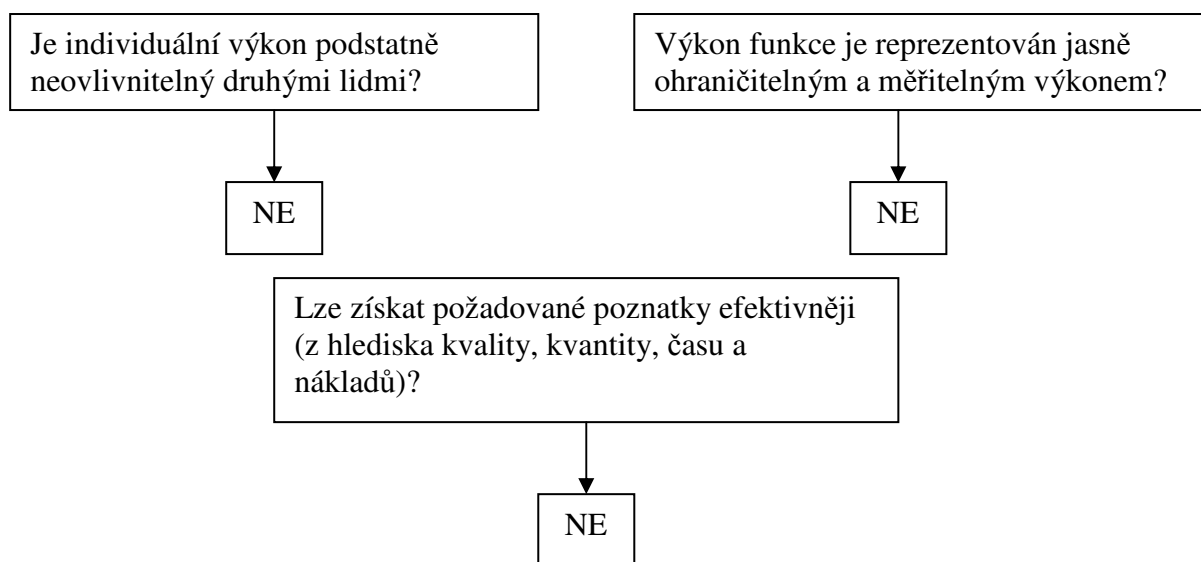 Je individuální výkon podstatně
neovlivnitelný druhými lidmi?
Výkon funkce je reprezentován jasně
ohraničitelným a měřitelným výkonem?
NE
NE
Lze získat požadované poznatky efektivněji
(z hlediska kvality, kvantity, času a
nákladů)?
NE